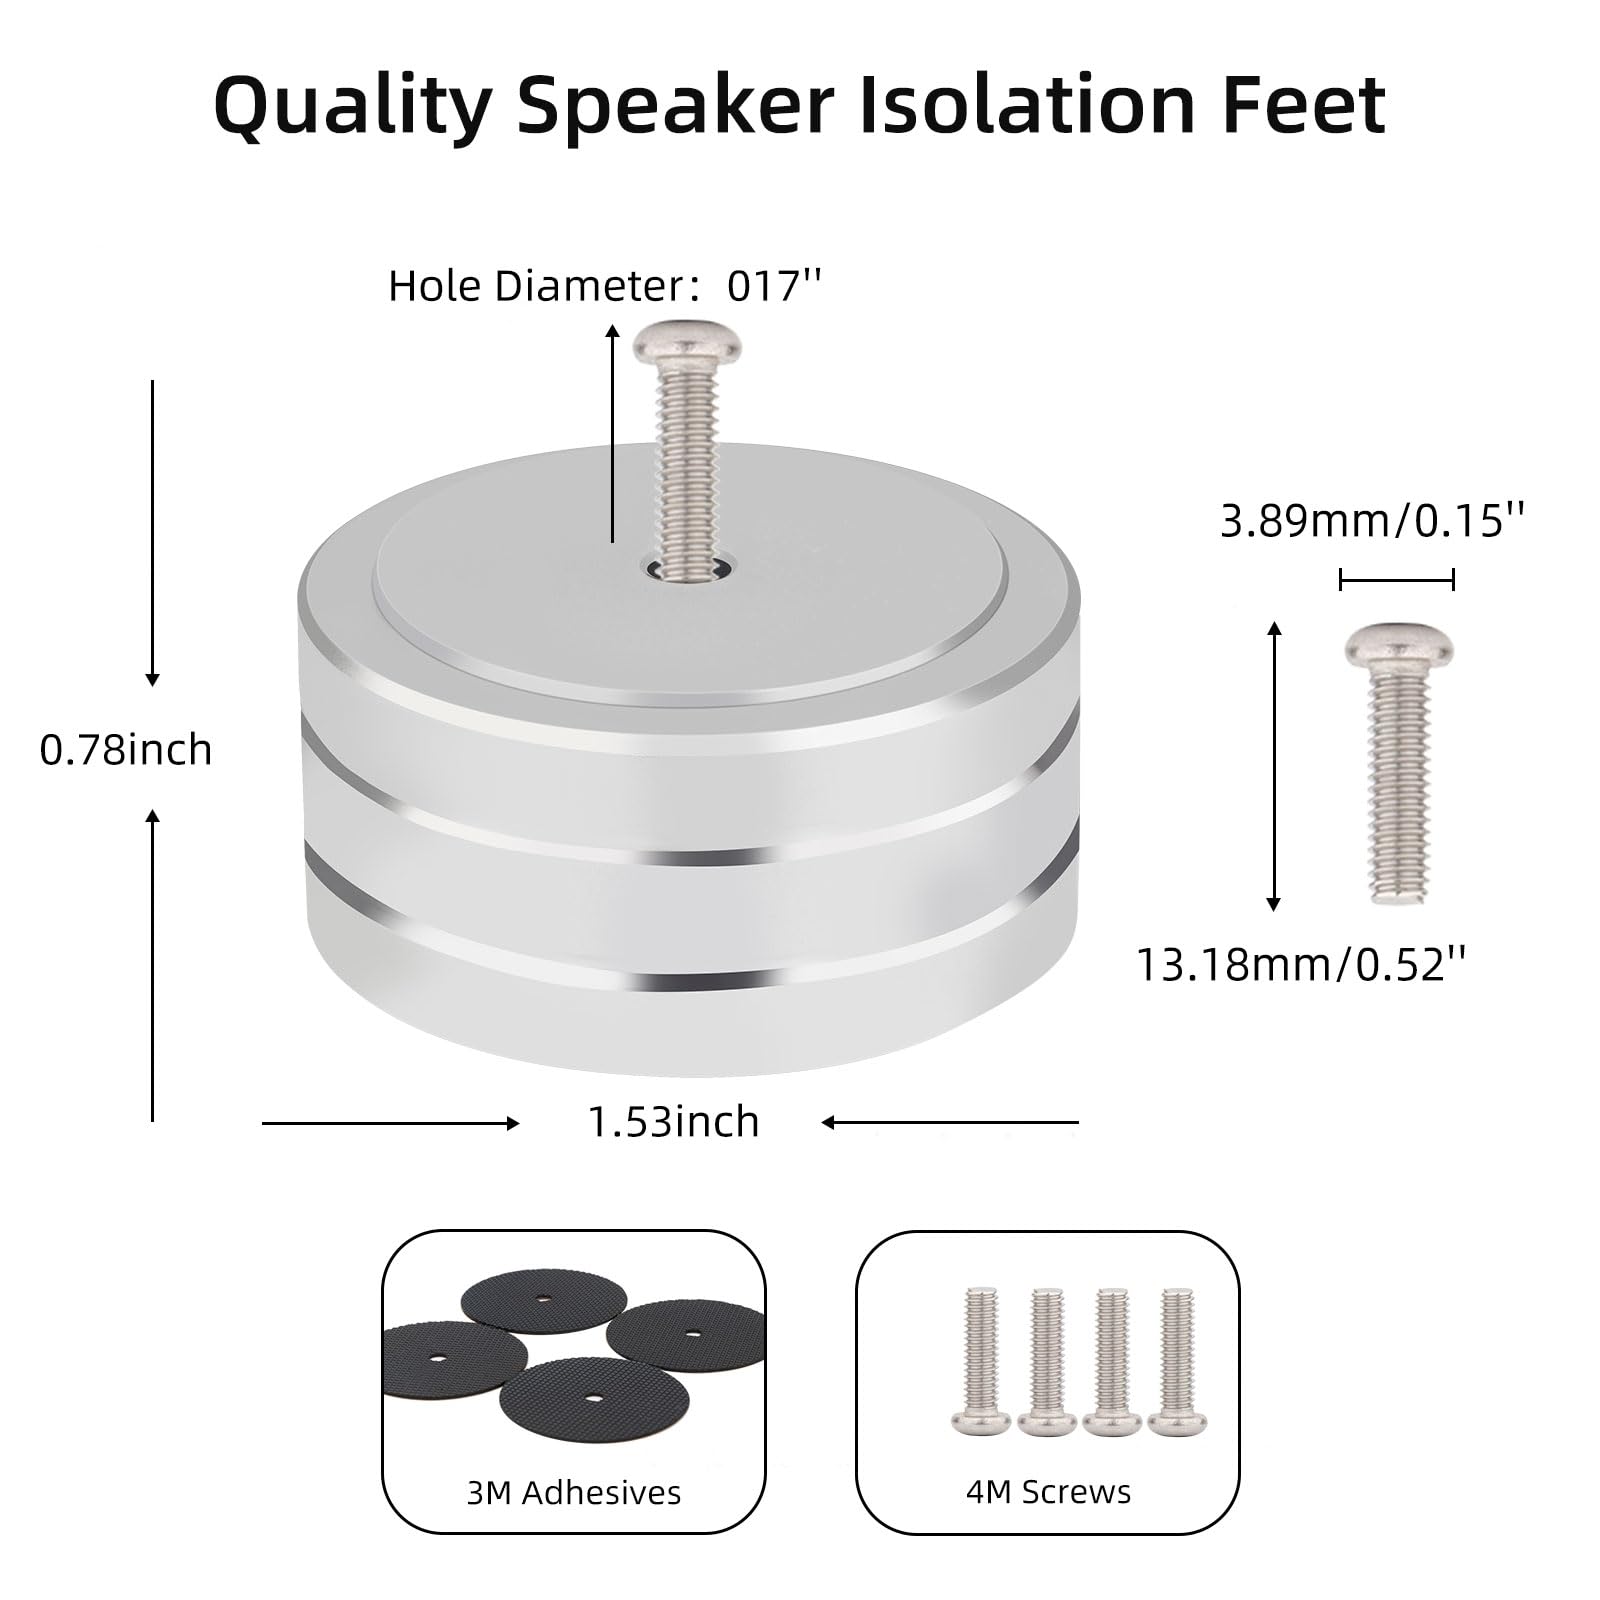 Quality Speaker Isolation Feet
Hole Diameter：017''
3.89mm/0.15''
0.78inch
13.18mm/0.52''
1.53inch
3M Adhesives
4M Screws